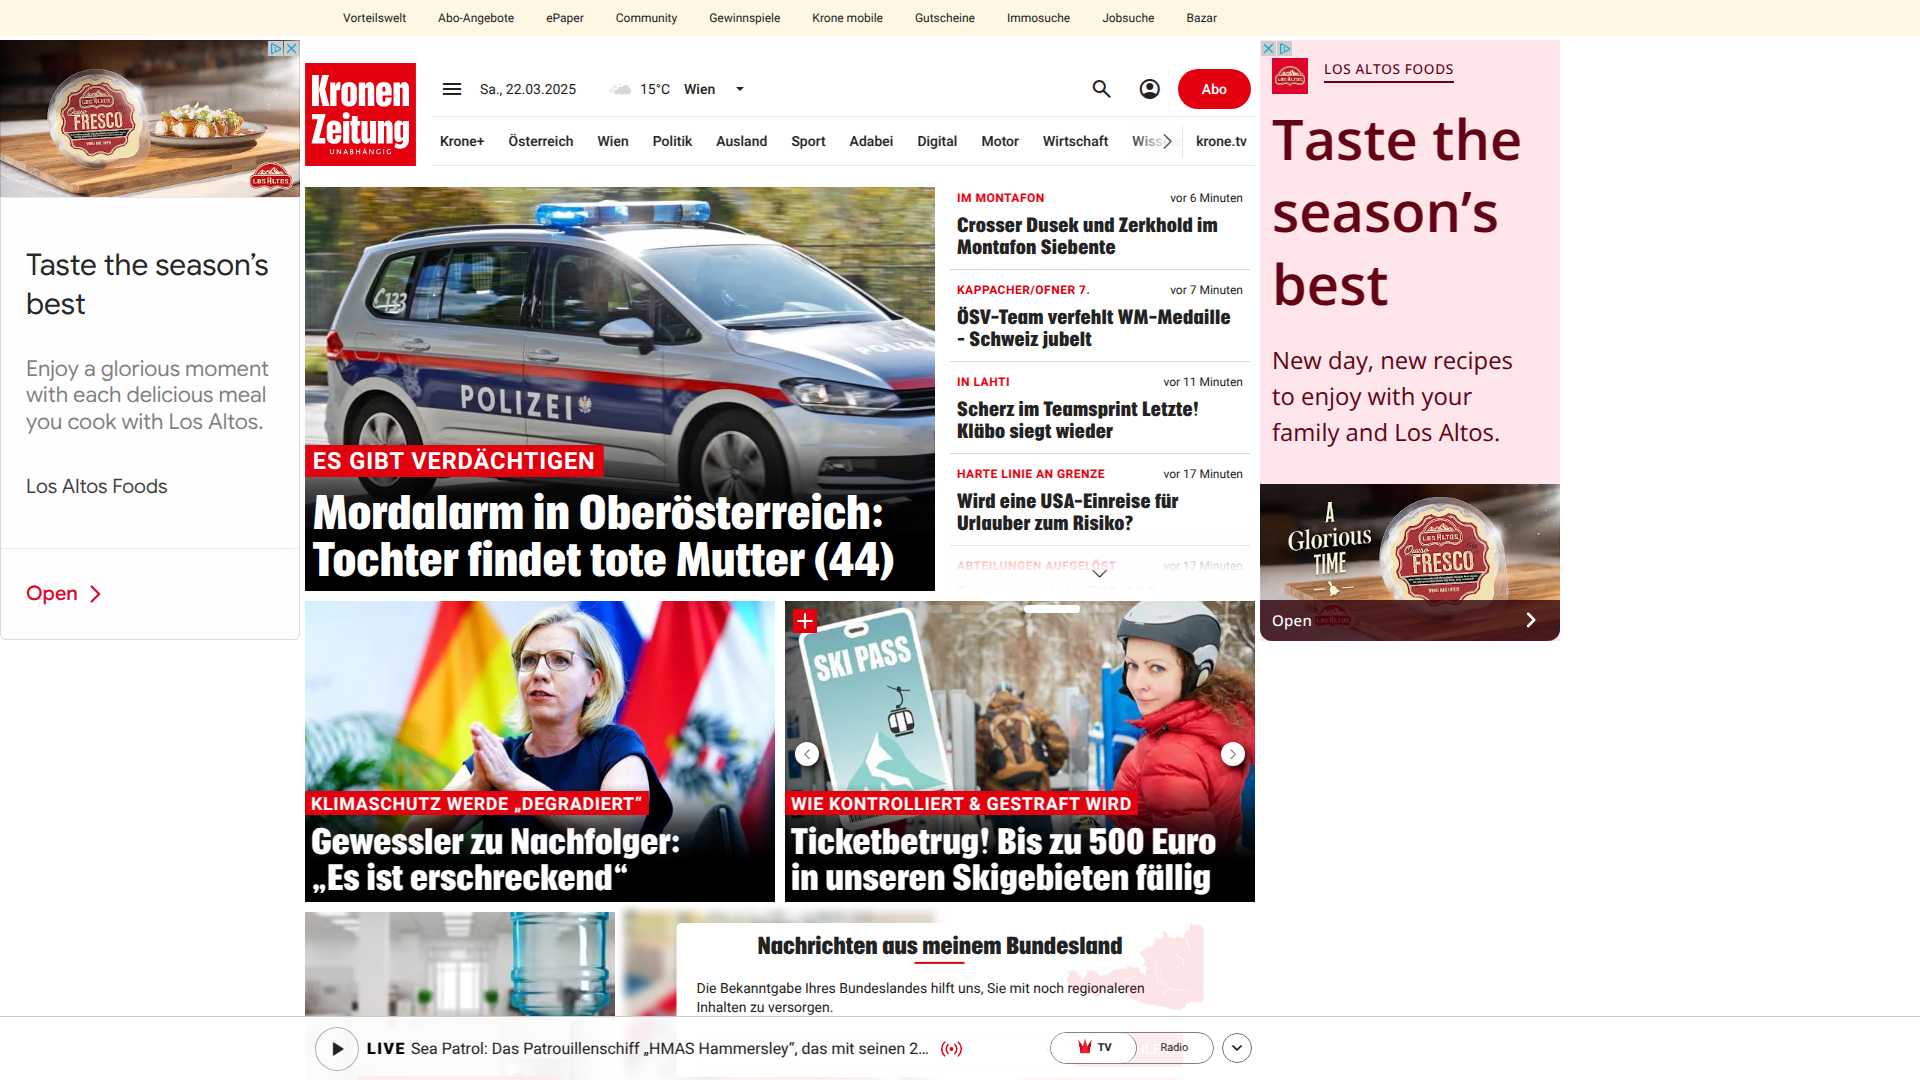 Vorteilswelt
Abo-Angebote
ePaper
Community
Gewinnspiele
Krone mobile
Gutscheine
Immosuche
Jobsuche
Bazar
Kronen
Zeitung
UNABHÄNGIG
Sa., 22.03.2025
15°C Wien
Abo
Krone+
Österreich
Wien
Politik
Ausland
Sport
Adabei
Digital
Motor
Wirtschaft
Wiss
krone.tv
LOS ALTOS
Queso
FRESCO
LOS ALTOS
Taste the season’s
best
Enjoy a glorious moment
with each delicious meal
you cook with Los Altos.
Los Altos Foods
Open
C133
POLIZEI
POLIZEI
ES GIBT VERDÄCHTIGEN
Mordalarm in Oberösterreich:
Tochter findet tote Mutter (44)
IM MONTAFON
vor 6 Minuten
Crosser Dusek und Zerkhold im
Montafon Siebente
KAPPACHER/OFNER 7.
vor 7 Minuten
ÖSV-Team verfehlt WM-Medaille
- Schweiz jubelt
IN LAHTI
vor 11 Minuten
Scherz im Teamsprint Letzte!
Kläbo siegt wieder
HARTE LINIE AN GRENZE
vor 17 Minuten
Wird eine USA-Einreise für
Urlauber zum Risiko?
ABTEILUNGEN AUFGELÖST
vor 17 Minuten
LOS ALTOS FOODS
Taste the
season’s
best
New day, new recipes
to enjoy with your
family and Los Altos.
A
Glorious
TIME
LOS ALTOS
Queso
FRESCO
Open
LOS ALTOS
KLIMASCHUTZ WERDE „DEGRADIERT“
Gewessler zu Nachfolger:
„Es ist erschreckend“
SKI PASS
WIE KONTROLLIERT & GESTRAFT WIRD
Ticketbetrug! Bis zu 500 Euro
in unseren Skigebieten fällig
Nachrichten aus meinem Bundesland
Die Bekanntgabe Ihres Bundeslandes hilft uns, Sie mit noch regionaleren
Inhalten zu versorgen.
LIVE Sea Patrol: Das Patrouillenschiff „HMAS Hammersley“, das mit seinen 2...
TV
Radio